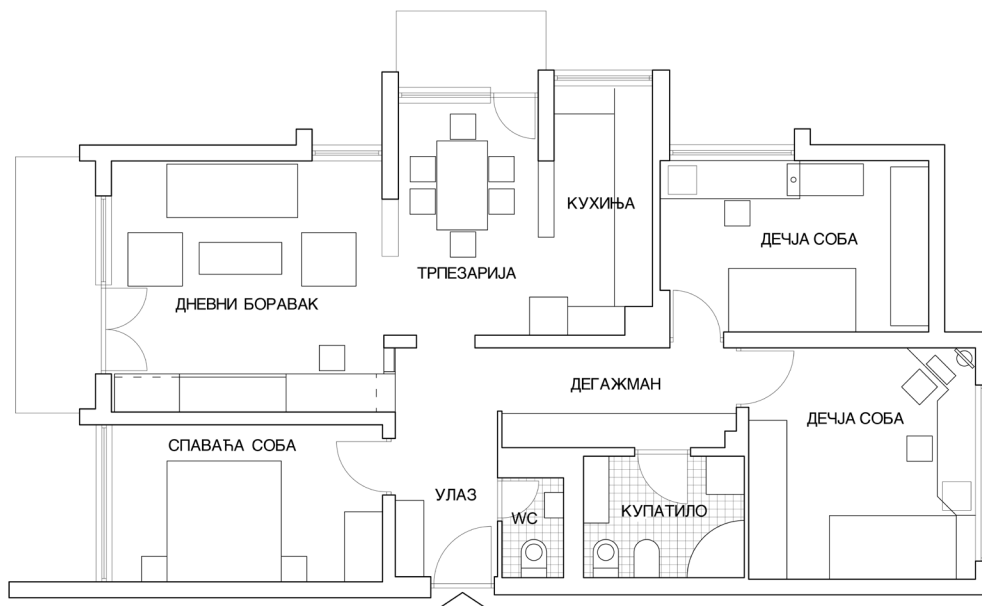 КУХИЊА
ДЕЧЈА СОБА
ТРПЕЗАРИЈА
ДНЕВНИ БОРАВАК
ДЕГАЖМАН
ДЕЧЈА СОБА
СПАВАЋА СОБА
УЛАЗ
WC
КУПАТИЛО